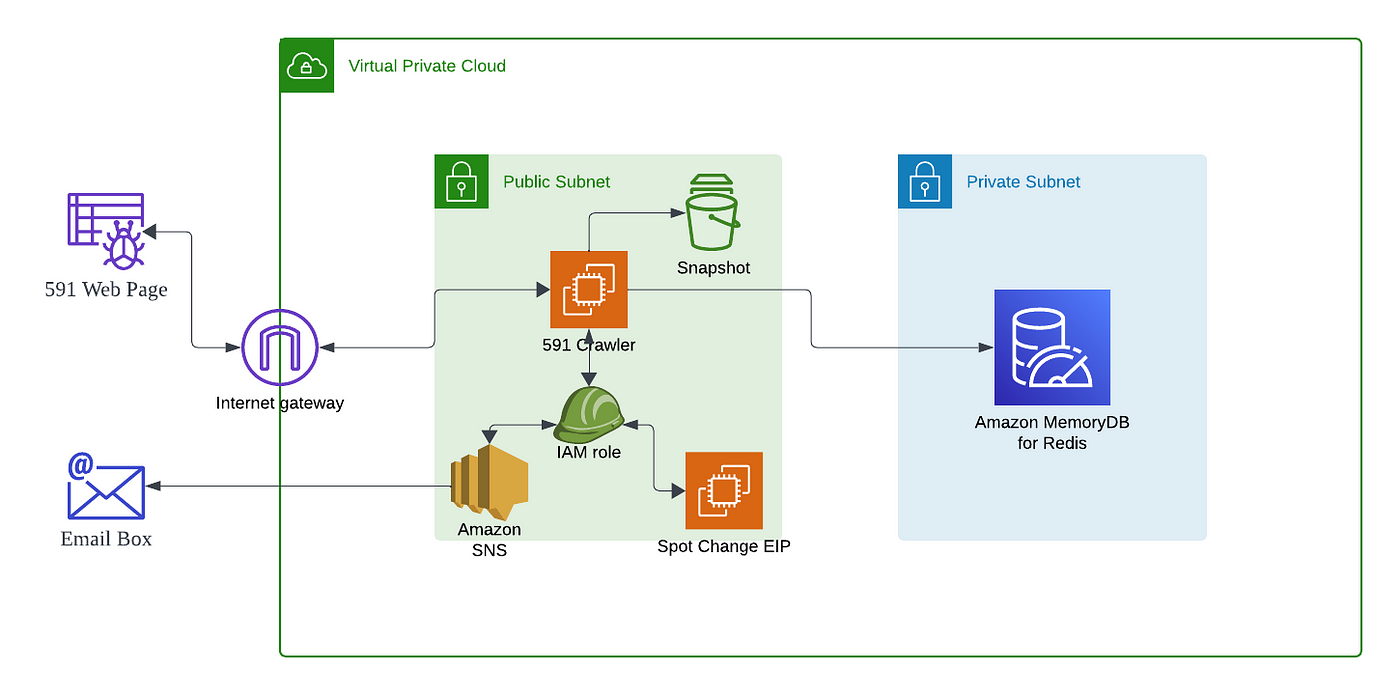 Virtual Private Cloud
Public Subnet
Private Subnet
Snapshot
591 Web Page
591 Crawler
Internet gateway
Amazon MemoryDB
for Redis
IAM role
@
Amazon
SNS
Email Box
Spot Change EIP